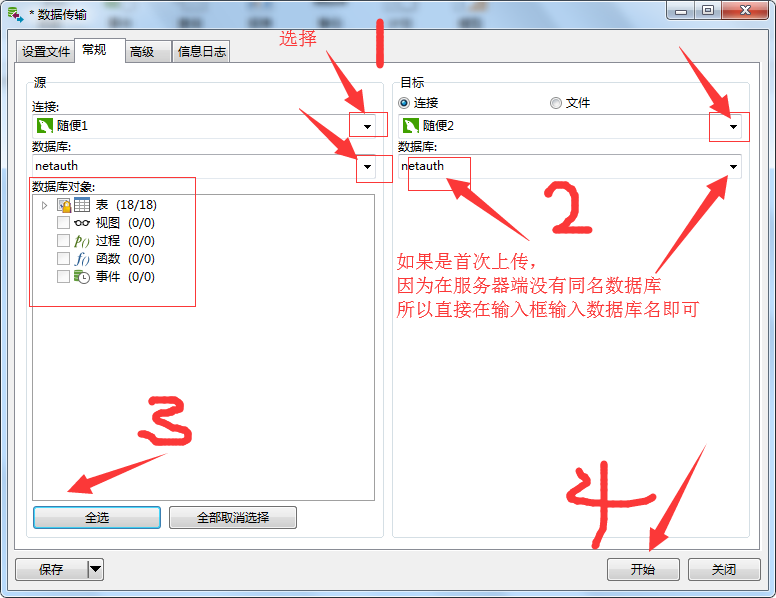 * 数据传输
设置文件 常规 高级 信息日志
选择
1
源
目标
连接:
连接 文件
随便1
随便2
数据库:
数据库:
netauth
netauth
数据库对象:
表 (18/18)
视图 (0/0)
p() 过程 (0/0)
f() 函数 (0/0)
事件 (0/0)
2
如果是首次上传，
因为在服务器端没有同名数据库
所以直接在输入框输入数据库名即可
3
4
全选 全部取消选择
保存 开始 关闭